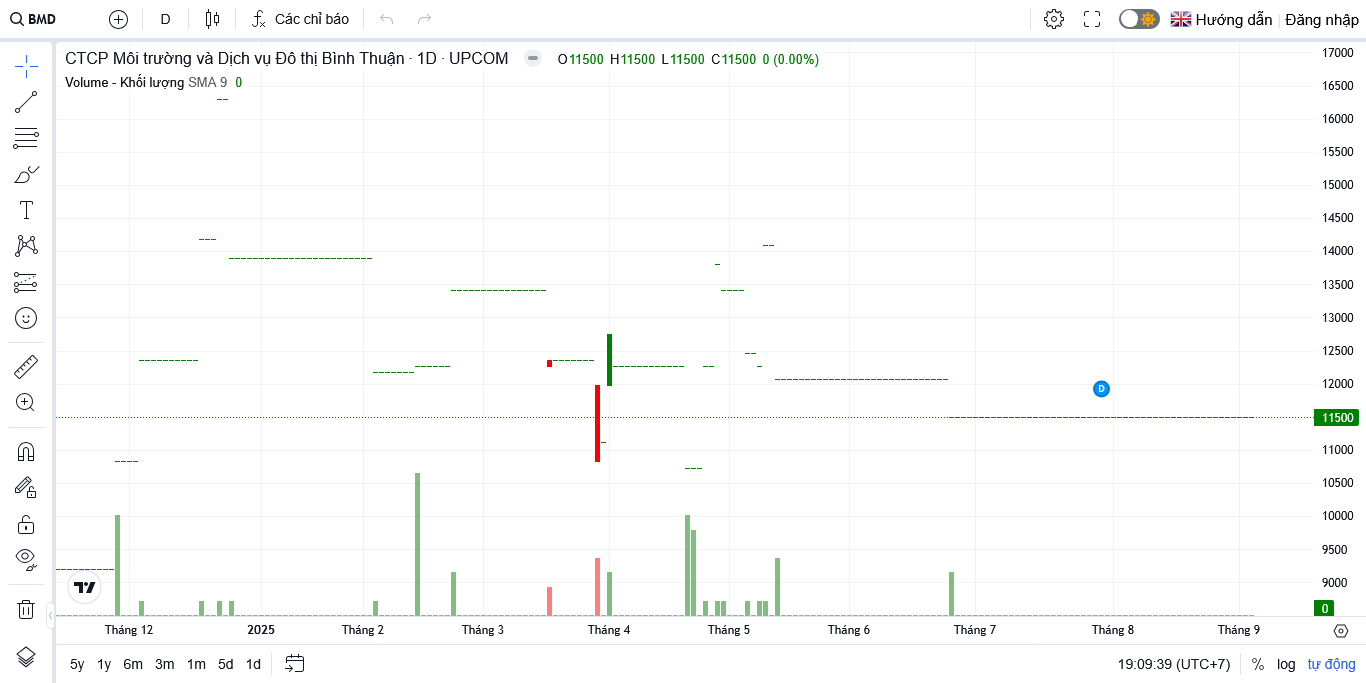 BMD
D
Các chỉ báo
Hướng dẫn
Đăng nhập
CTCP Môi trường và Dịch vụ Đô thị Bình Thuận · 1D · UPCOM
O11500 H11500 L11500 C11500 0 (0.00%)
Volume - Khối lượng SMA 9 0
17000
16500
16000
15500
15000
14500
14000
13500
13000
12500
12000
11500
11000
10500
10000
9500
9000
0
D
Tháng 12 2025 Tháng 2 Tháng 3 Tháng 4 Tháng 5 Tháng 6 Tháng 7 Tháng 8 Tháng 9
5y 1y 6m 3m 1m 5d 1d
19:09:39 (UTC+7) % log tự động